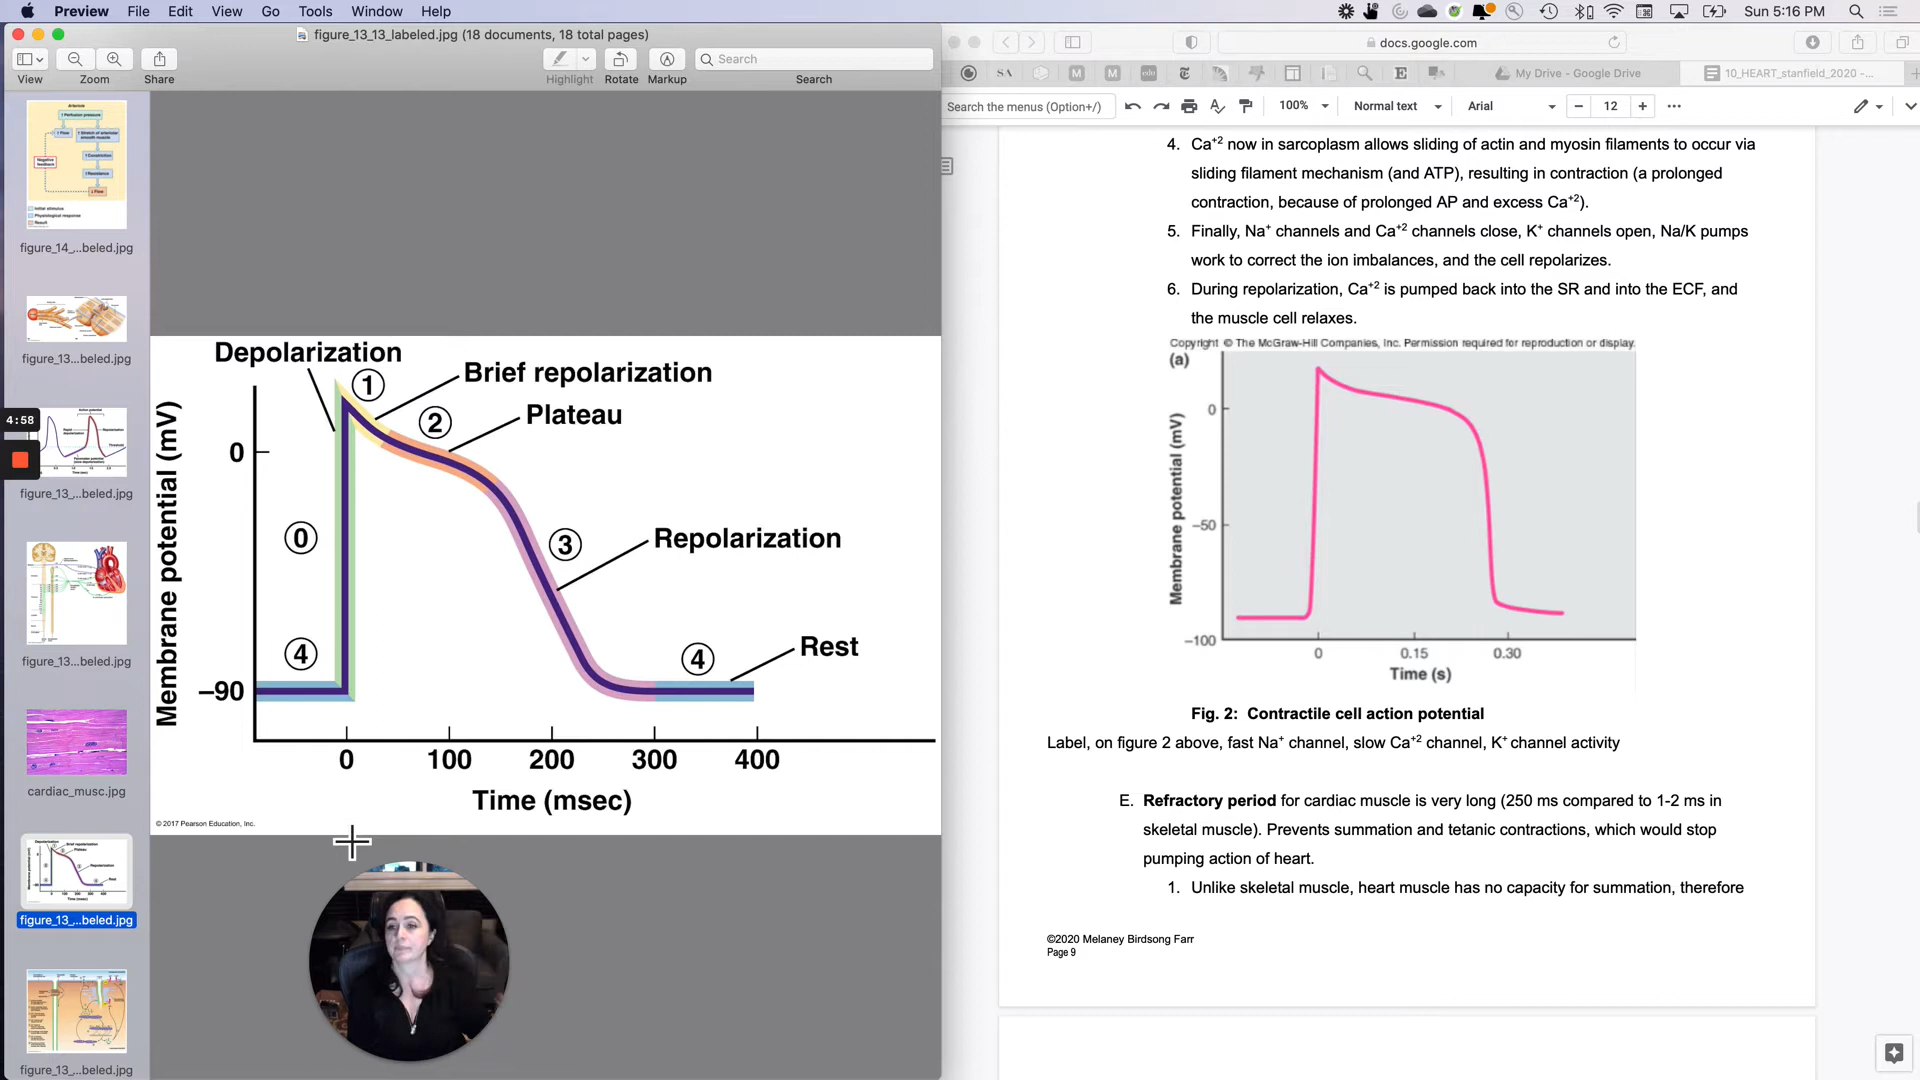 Preview File Edit View Go Tools Window Help
Sun 5:16 PM
figure_13_13_labeled.jpg (18 documents, 18 total pages)
View Zoom Share Highlight Rotate Markup Search
Search
figure_14_...beled.jpg
figure_13...beled.jpg
4:58
figure_13_...beled.jpg
figure_13...beled.jpg
cardiac_musc.jpg
figure_13_...beled.jpg
figure_13_...beled.jpg
Depolarization
1
Brief repolarization
2
Plateau
0
0
3
Repolarization
4
4
Rest
–90
Membrane potential (mV)
0 100 200 300 400
Time (msec)
© 2017 Pearson Education, Inc.
docs.google.com
SA
My Drive - Google Drive
10_HEART_stanfield_2020 -...
Search the menus (Option+/)
100%
Normal text
Arial
12
4. Ca⁺² now in sarcoplasm allows sliding of actin and myosin filaments to occur via
sliding filament mechanism (and ATP), resulting in contraction (a prolonged
contraction, because of prolonged AP and excess Ca⁺²).
5. Finally, Na⁺ channels and Ca⁺² channels close, K⁺ channels open, Na/K pumps
work to correct the ion imbalances, and the cell repolarizes.
6. During repolarization, Ca⁺² is pumped back into the SR and into the ECF, and
the muscle cell relaxes.
Copyright © The McGraw-Hill Companies, Inc. Permission required for reproduction or display.
(a)
Membrane potential (mV)
0
–50
–100
0 0.15 0.30
Time (s)
Fig. 2: Contractile cell action potential
Label, on figure 2 above, fast Na⁺ channel, slow Ca⁺² channel, K⁺ channel activity
E. Refractory period for cardiac muscle is very long (250 ms compared to 1-2 ms in
skeletal muscle). Prevents summation and tetanic contractions, which would stop
pumping action of heart.
1. Unlike skeletal muscle, heart muscle has no capacity for summation, therefore
©2020 Melaney Birdsong Farr
Page 9